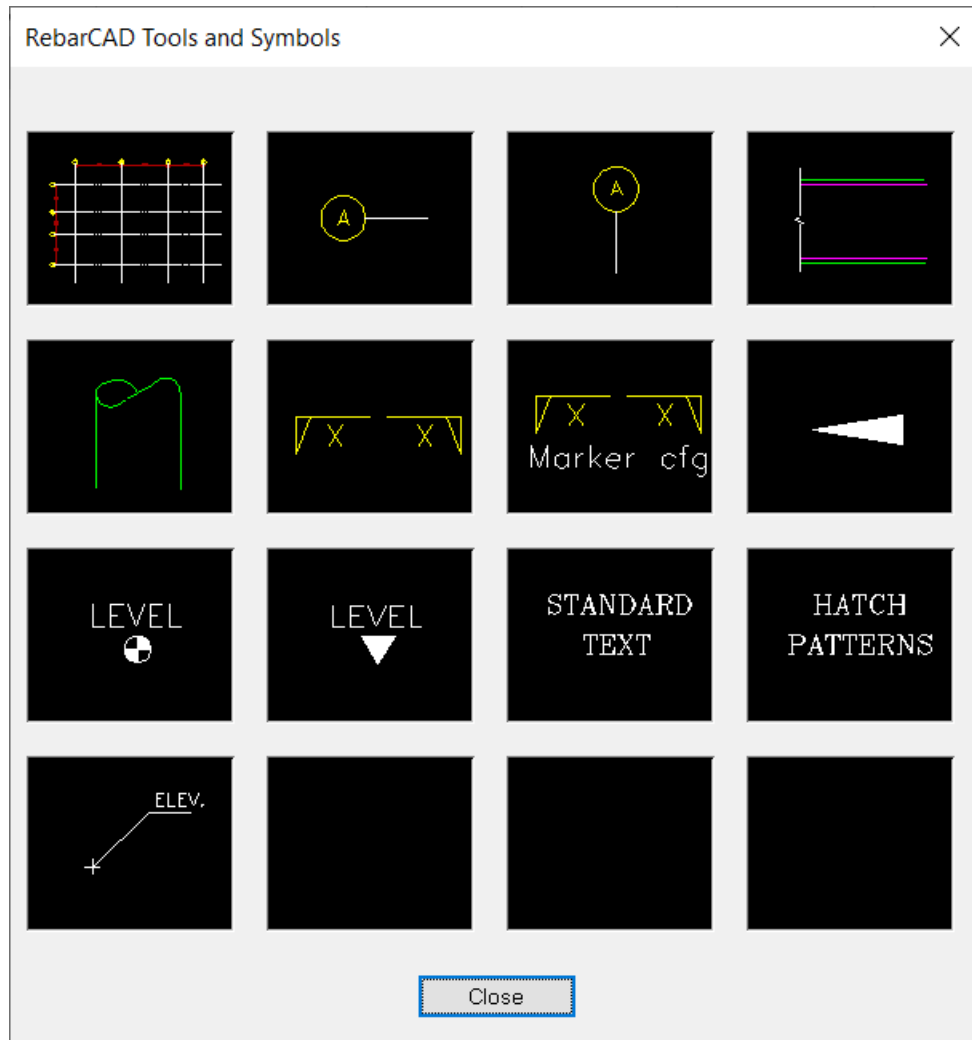 RebarCAD Tools and Symbols
A
A
X X
X X
Marker cfg
LEVEL
LEVEL
STANDARD
TEXT
HATCH
PATTERNS
ELEV.
Close